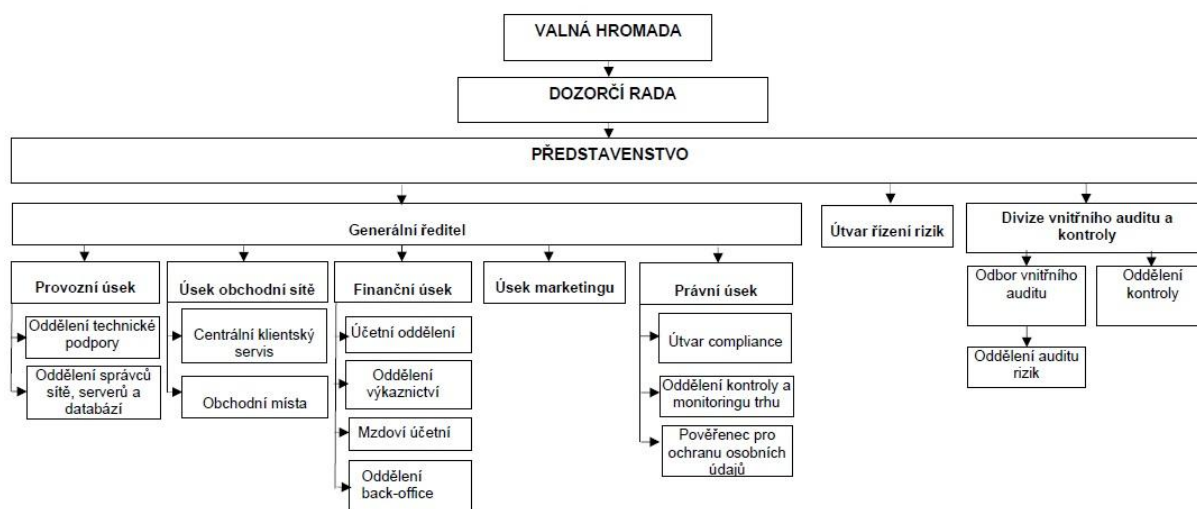 VALNÁ HROMADA
DOZORČÍ RADA
PŘEDSTAVENSTVO
Generální ředitel
Útvar řízení rizik
Divize vnitřního auditu a
kontroly
Provozní úsek
Úsek obchodní sítě
Finanční úsek
Úsek marketingu
Právní úsek
Odbor vnitřního
auditu
Oddělení
kontroly
Oddělení technické
podpory
Oddělení správců
sítě, serverů a
databází
Centrální klientský
servis
Obchodní místa
Účetní oddělení
Oddělení
výkaznictví
Mzdoví účetní
Oddělení
back-office
Útvar compliance
Oddělení kontroly a
monitoringu trhu
Pověřenec pro
ochranu osobních
údajů
Oddělení auditu
rizik